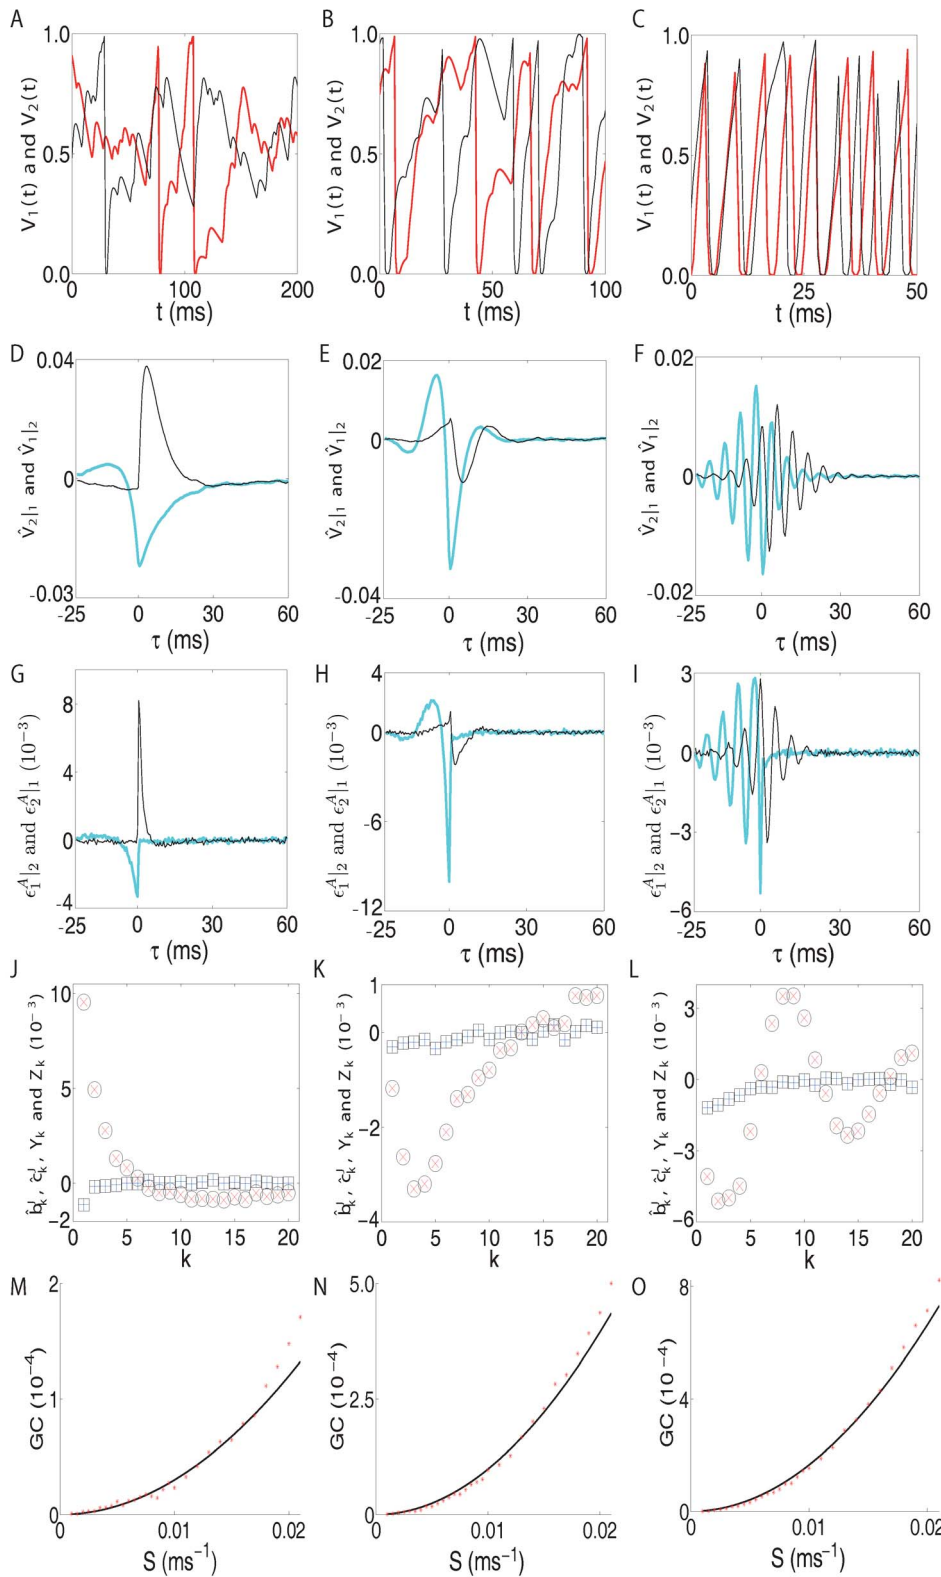 A
V₁(t) and V₂(t)
1.0
0.5
0.0
0 100 200
t (ms)
B
V₁(t) and V₂(t)
1.0
0.5
0.0
0 50 100
t (ms)
C
V₁(t) and V₂(t)
1.0
0.5
0.0
0 25 50
t (ms)
D
V̂₂|₁ and V̂₁|₂
0.04
0
-0.03
-25 0 30 60
τ (ms)
E
V̂₂|₁ and V̂₁|₂
0.02
0
-0.04
-25 0 30 60
τ (ms)
F
V̂₂|₁ and V̂₁|₂
0.02
0
-0.02
-25 0 30 60
τ (ms)
G
ϵ₁ᴬ|₂ and ϵ₂ᴬ|₁ (10⁻³)
8
4
0
-4
-25 0 30 60
τ (ms)
H
ϵ₁ᴬ|₂ and ϵ₂ᴬ|₁ (10⁻³)
4
0
-6
-12
-25 0 30 60
τ (ms)
I
ϵ₁ᴬ|₂ and ϵ₂ᴬ|₁ (10⁻³)
3
0
-3
-6
-25 0 30 60
τ (ms)
J
b̂ₖᴶ, ĉₖᴶ, Yₖ and Zₖ (10⁻³)
10
5
0
-2
0 5 10 15 20
k
K
b̂ₖᴶ, ĉₖᴶ, Yₖ and Zₖ (10⁻³)
1
0
-2
-4
0 5 10 15 20
k
L
b̂ₖᴶ, ĉₖᴶ, Yₖ and Zₖ (10⁻³)
4
0
-3
-6
0 5 10 15 20
k
M
GC (10⁻⁴)
2
1
0
0 0.01 0.02
S (ms⁻¹)
N
GC (10⁻⁴)
5.0
2.5
0
0 0.01 0.02
S (ms⁻¹)
O
GC (10⁻⁴)
8
4
0
0 0.01 0.02
S (ms⁻¹)